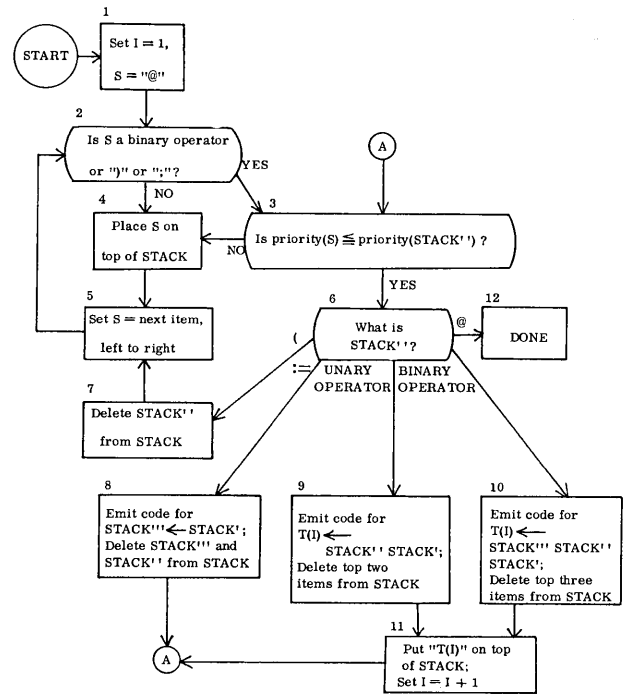 1
START
Set I = 1,
S = "@"
2
Is S a binary operator
or ")" or ";"?
YES
NO
A
3
Is priority(S) ≦ priority(STACK'') ?
NO
YES
4
Place S on
top of STACK
5
Set S = next item,
left to right
6
What is
STACK''?
@
12
DONE
(
:=
UNARY
OPERATOR
BINARY
OPERATOR
7
Delete STACK''
from STACK
8
Emit code for
STACK''' ← STACK';
Delete STACK''' and
STACK'' from STACK
9
Emit code for
T(I) ←
STACK'' STACK';
Delete top two
items from STACK
10
Emit code for
T(I) ←
STACK''' STACK''
STACK';
Delete top three
items from STACK
11
Put "T(I)" on top
of STACK;
Set I = I + 1
A